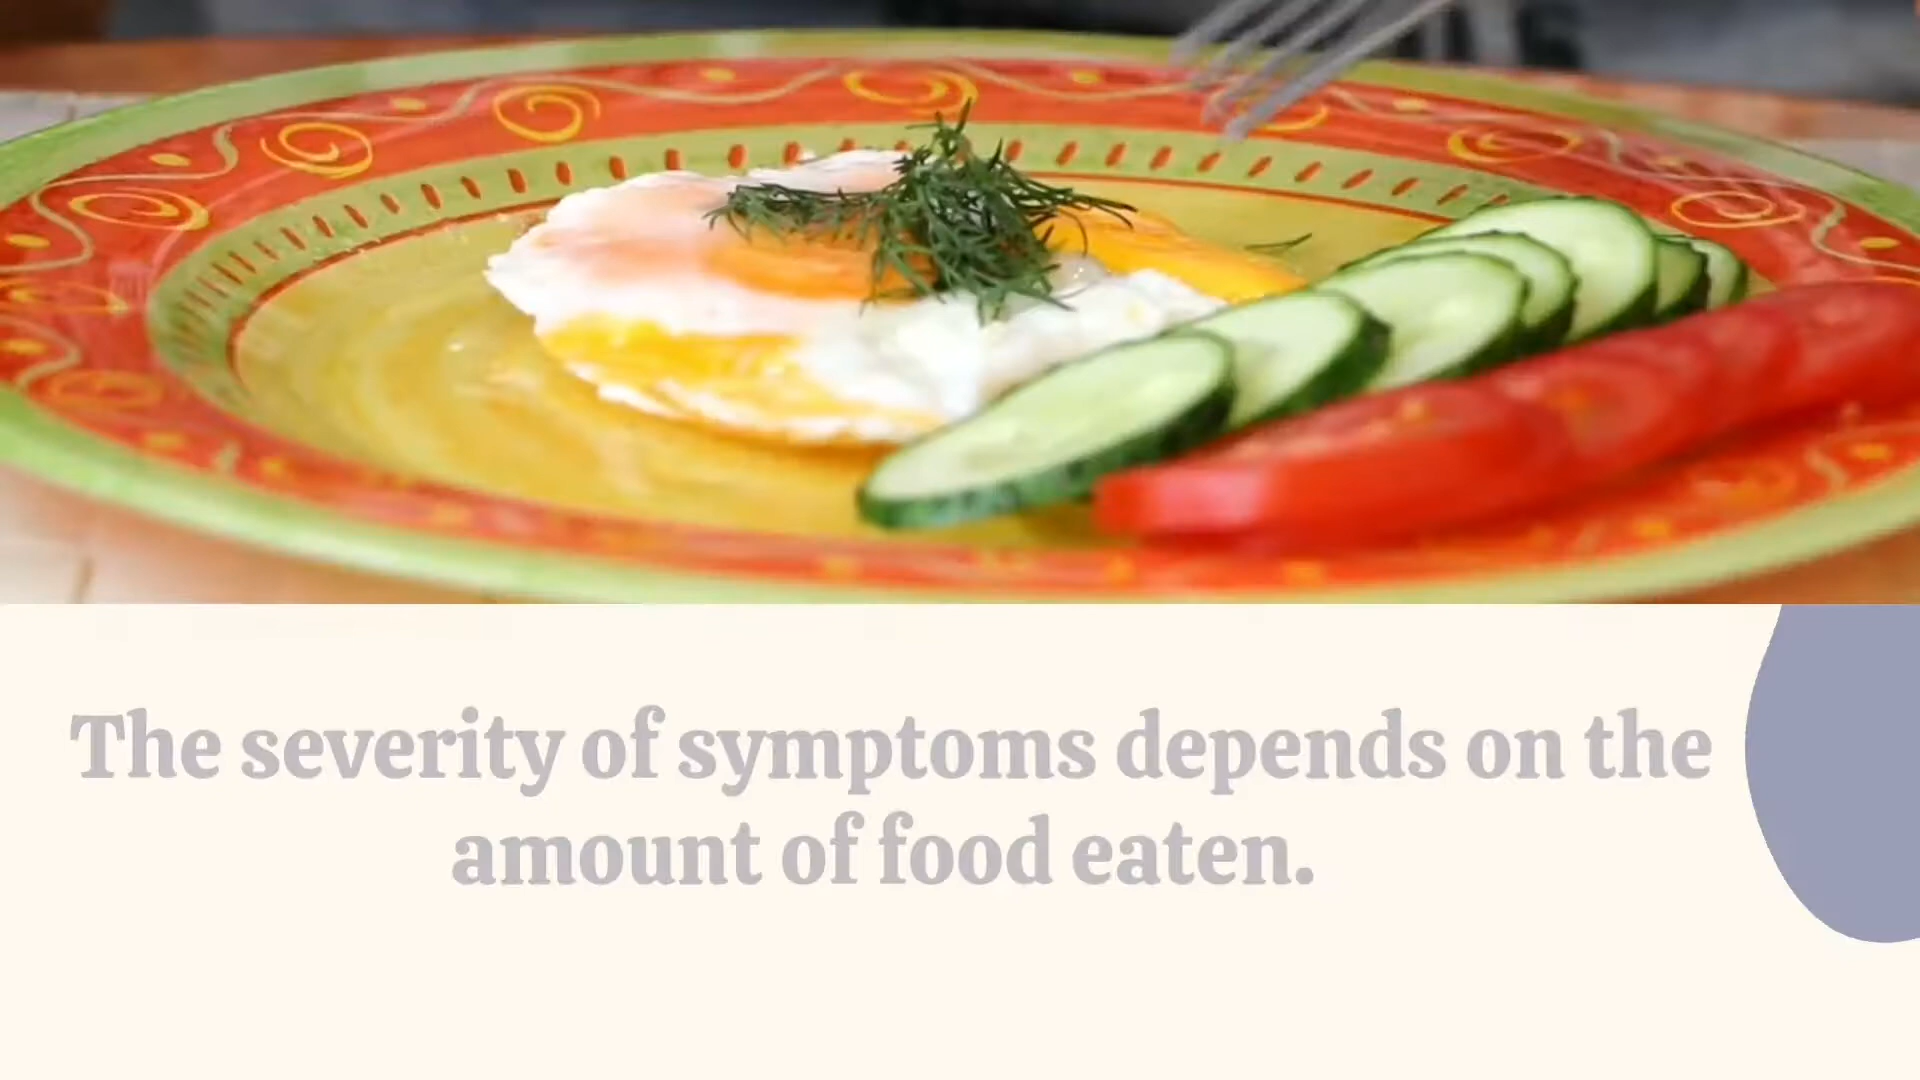 The severity of symptoms depends on the
amount of food eaten.